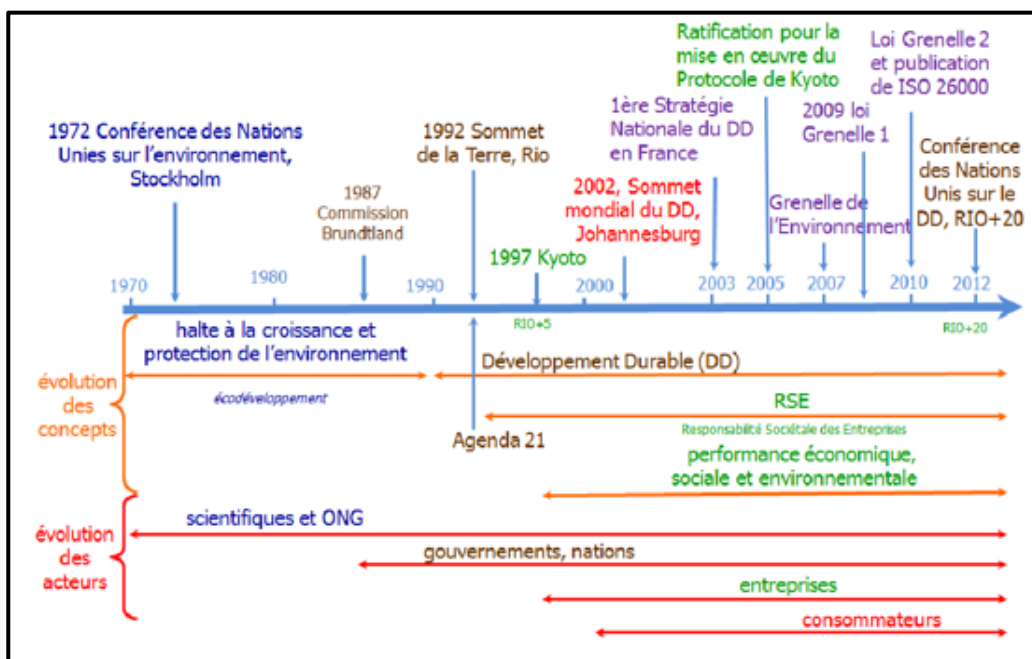 Ratification pour la
mise en œuvre du
Protocole de Kyoto
Loi Grenelle 2
et publication
de ISO 26000
1972 Conférence des Nations
Unies sur l'environnement,
Stockholm
1992 Sommet
de la Terre, Rio
1ère Stratégie
Nationale du DD
en France
2009 loi
Grenelle 1
1987
Commission
Brundtland
2002, Sommet
mondial du DD,
Johannesburg
Conférence
des Nations
Unis sur le
DD, RIO+20
Grenelle de
l'Environnement
1997 Kyoto
1970
1980
1990
2000
2003
2005
2007
2010
2012
RIO+5
RIO+20
évolution
des
concepts
halte à la croissance et
protection de l'environnement
écodéveloppement
Développement Durable (DD)
Agenda 21
RSE
Responsabilité Sociétale des Entreprises
performance économique,
sociale et environnementale
évolution
des
acteurs
scientifiques et ONG
gouvernements, nations
entreprises
consommateurs